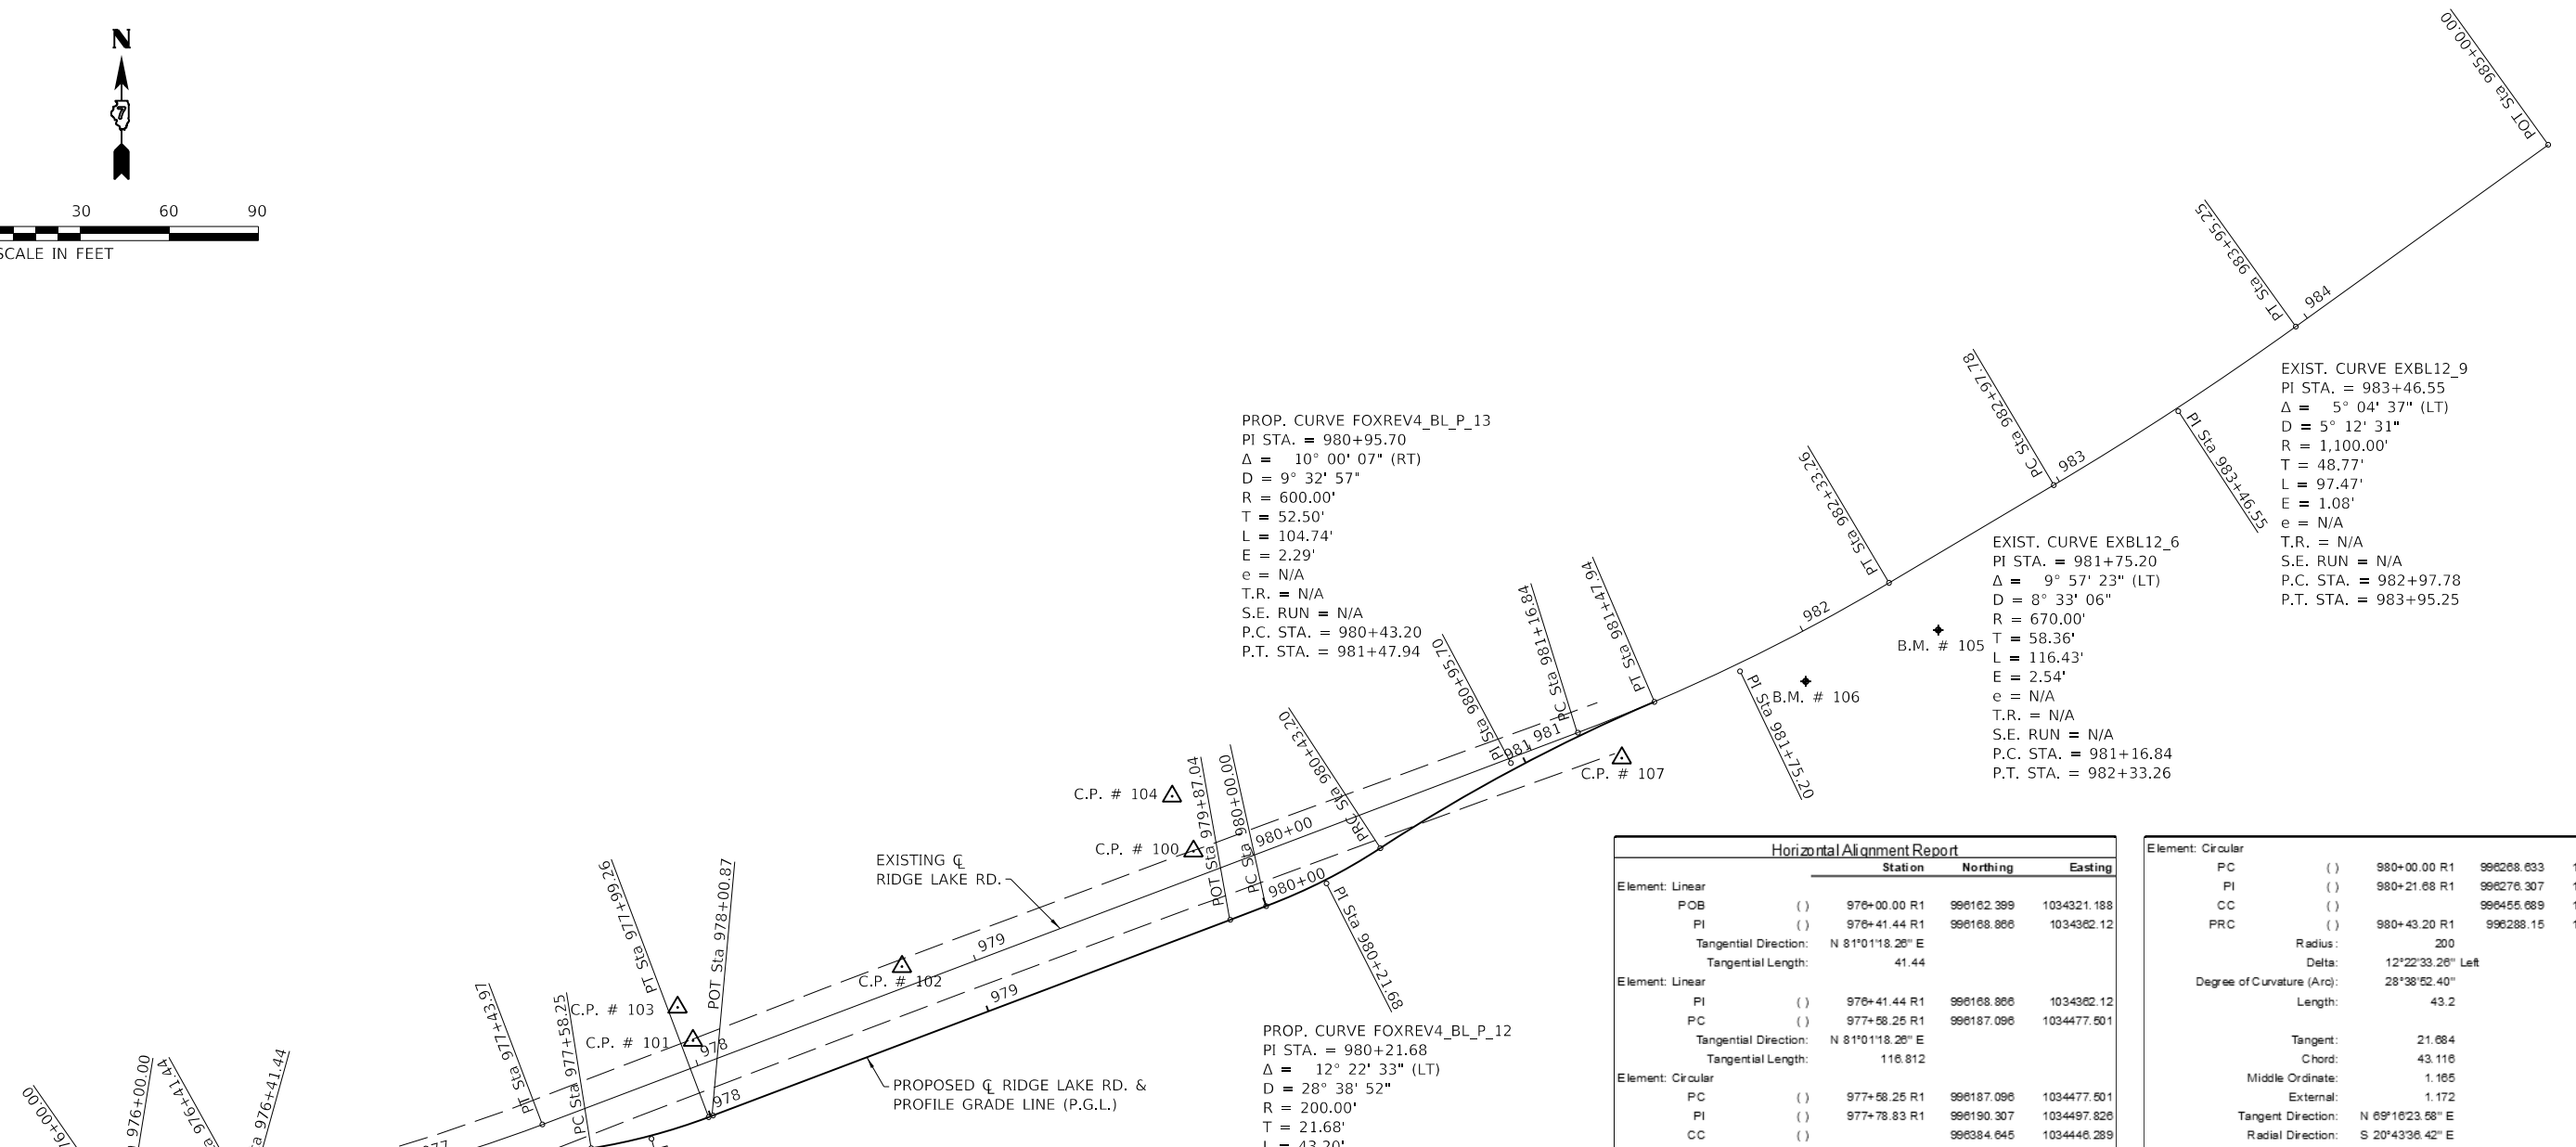 N
7
30 60 90
SCALE IN FEET
POT Sta 985+00.00
PT Sta 983+95.25
984
PC Sta 982+97.78
983
PI Sta 983+46.55
PT Sta 982+33.26
982
EXIST. CURVE EXBL12_9
PI STA. = 983+46.55
Δ = 5° 04' 37" (LT)
D = 5° 12' 31"
R = 1,100.00'
T = 48.77'
L = 97.47'
E = 1.08'
e = N/A
T.R. = N/A
S.E. RUN = N/A
P.C. STA. = 982+97.78
P.T. STA. = 983+95.25
PROP. CURVE FOXREV4_BL_P_13
PI STA. = 980+95.70
Δ = 10° 00' 07" (RT)
D = 9° 32' 57"
R = 600.00'
T = 52.50'
L = 104.74'
E = 2.29'
e = N/A
T.R. = N/A
S.E. RUN = N/A
P.C. STA. = 980+43.20
P.T. STA. = 981+47.94
EXIST. CURVE EXBL12_6
PI STA. = 981+75.20
Δ = 9° 57' 23" (LT)
D = 8° 33' 06"
R = 670.00'
T = 58.36'
L = 116.43'
E = 2.54'
e = N/A
T.R. = N/A
S.E. RUN = N/A
P.C. STA. = 981+16.84
P.T. STA. = 982+33.26
B.M. # 105
B.M. # 106
PI Sta 981+75.20
PT Sta 981+47.94
PC Sta 981+16.84
PI Sta 980+95.70
981
981
C.P. # 107
PRC Sta 980+43.20
C.P. # 104
C.P. # 100
POT Sta 979+87.04
PC Sta 980+00.00
980+00
980+00
PI Sta 980+21.68
EXISTING ℄
RIDGE LAKE RD.
979
979
C.P. # 102
C.P. # 103
C.P. # 101
PT Sta 977+99.26
POT Sta 978+00.87
978
978
PT Sta 977+43.97
PC Sta 977+58.25
977
976+00.00
976+41.44
976+41.44
PROPOSED ℄ RIDGE LAKE RD. &
PROFILE GRADE LINE (P.G.L.)
PROP. CURVE FOXREV4_BL_P_12
PI STA. = 980+21.68
Δ = 12° 22' 33" (LT)
D = 28° 38' 52"
R = 200.00'
T = 21.68'
L = 43.20'
Horizontal Alignment Report
Station Northing Easting
Element: Linear
POB ( ) 976+00.00 R1 996162.399 1034321.188
PI ( ) 976+41.44 R1 996168.866 1034362.12
Tangential Direction: N 81°01'18.26" E
Tangential Length: 41.44
Element: Linear
PI ( ) 976+41.44 R1 996168.866 1034362.12
PC ( ) 977+58.25 R1 996187.096 1034477.501
Tangential Direction: N 81°01'18.26" E
Tangential Length: 116.812
Element: Circular
PC ( ) 977+58.25 R1 996187.096 1034477.501
PI ( ) 977+78.83 R1 996190.307 1034497.826
CC ( ) 996384.645 1034446.289
Element: Circular
PC ( ) 980+00.00 R1 996268.633
PI ( ) 980+21.68 R1 996276.307
CC ( ) 996455.689
PRC ( ) 980+43.20 R1 996288.15
Radius: 200
Delta: 12°22'33.26" Left
Degree of Curvature (Arc): 28°38'52.40"
Length: 43.2
Tangent: 21.684
Chord: 43.116
Middle Ordinate: 1.165
External: 1.172
Tangent Direction: N 69°16'23.58" E
Radial Direction: S 20°43'36.42" E